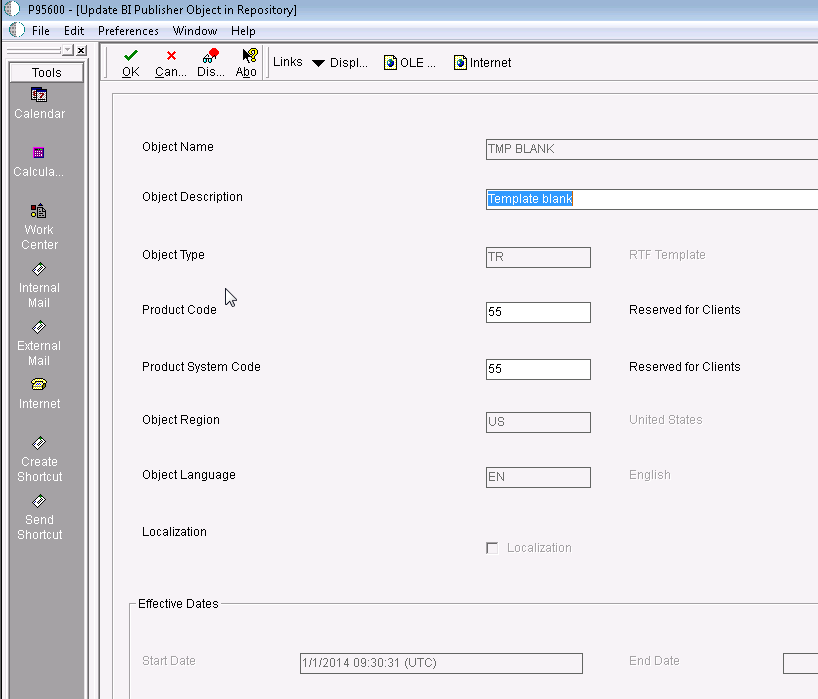 P95600 - [Update BI Publisher Object in Repository]
File Edit Preferences Window Help
Tools
OK Can... Dis... Abo Links Displ... OLE ... Internet
Calendar
Calcula...
Work
Center
Internal
Mail
External
Mail
Internet
Create
Shortcut
Send
Shortcut
Object Name TMP BLANK
Object Description Template blank
Object Type TR RTF Template
Product Code 55 Reserved for Clients
Product System Code 55 Reserved for Clients
Object Region US United States
Object Language EN English
Localization Localization
Effective Dates
Start Date 1/1/2014 09:30:31 (UTC) End Date